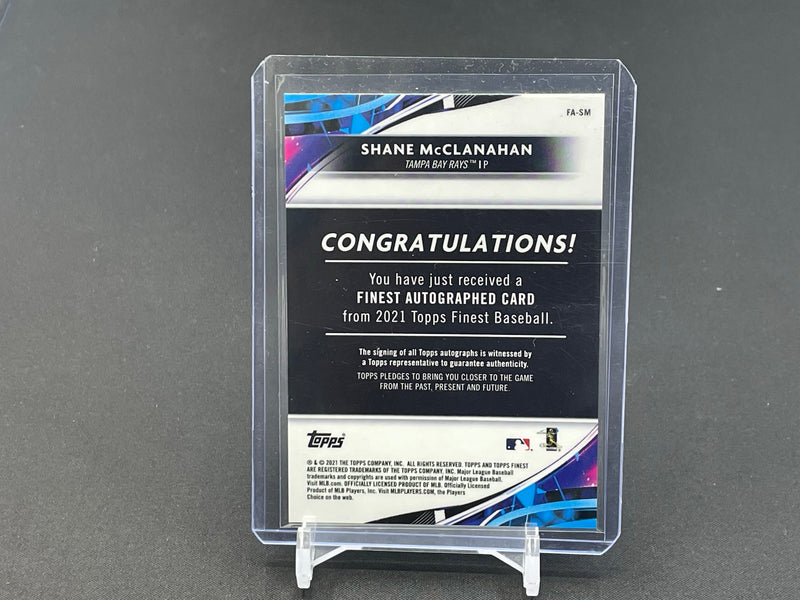 FA-SM
SHANE McCLANAHAN
TAMPA BAY RAYS™ | P
CONGRATULATIONS!
You have just received a
FINEST AUTOGRAPHED CARD
from 2021 Topps Finest Baseball.
The signing of all Topps autographs is witnessed by
a Topps representative to guarantee authenticity.
TOPPS PLEDGES TO BRING YOU CLOSER TO THE GAME
FROM THE PAST, PRESENT AND FUTURE.
topps
® & © 2021 THE TOPPS COMPANY, INC. ALL RIGHTS RESERVED. TOPPS AND TOPPS FINEST
ARE REGISTERED TRADEMARKS OF THE TOPPS COMPANY, INC. Major League Baseball
trademarks and copyrights are used with permission of Major League Baseball.
Visit MLB.com. OFFICIALLY LICENSED PRODUCT OF MLB. Officially Licensed
Product of MLB Players, Inc. Visit MLBPLAYERS.COM, the Players
Choice on the web.